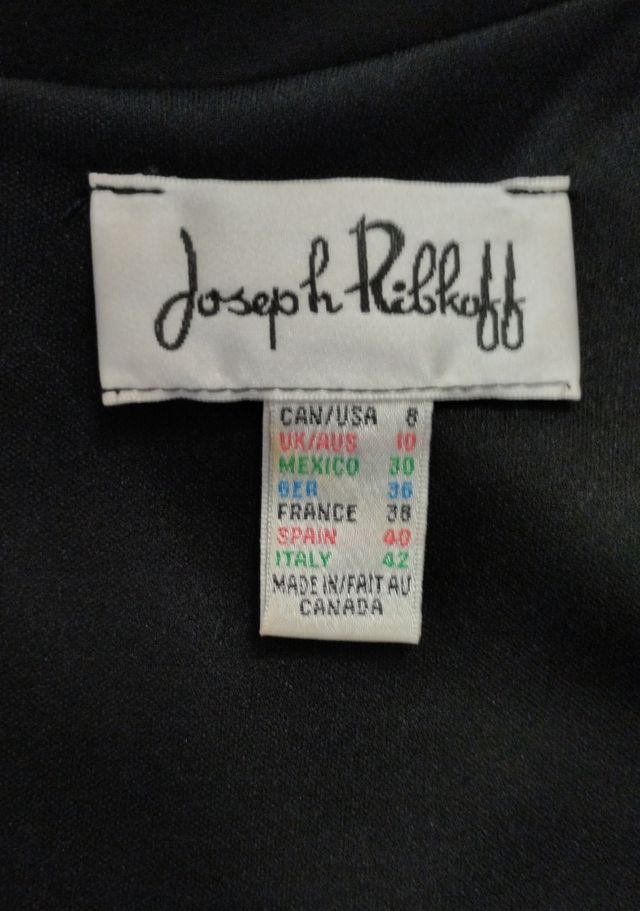 Joseph Ribkoff
CAN/USA 8
UK/AUS 10
MEXICO 30
GER 36
FRANCE 38
SPAIN 40
ITALY 42
MADE IN/FAIT AU
CANADA